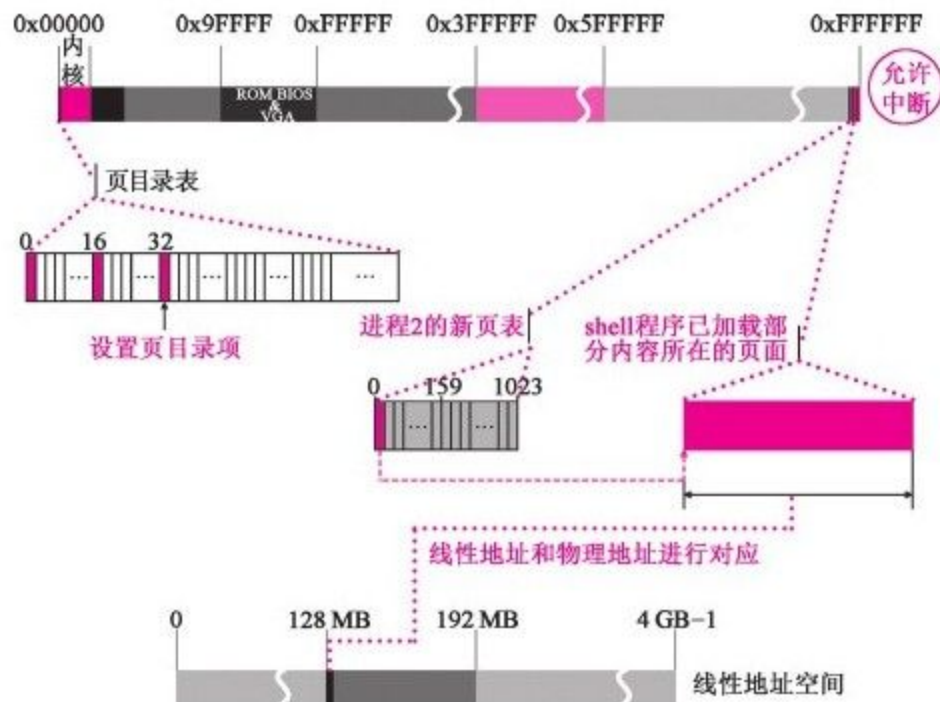 0x00000 0x9FFFF 0xFFFFF 0x3FFFFF 0x5FFFFF 0xFFFFFF
内
核
ROM BIOS
&
VGA
允许
中断
页目录表
0 16 32
... ... ... ... ...
设置页目录项
进程2的新页表
shell程序已加载部
分内容所在的页面
0 159 1023
... ...
线性地址和物理地址进行对应
0 128 MB 192 MB 4 GB-1
线性地址空间